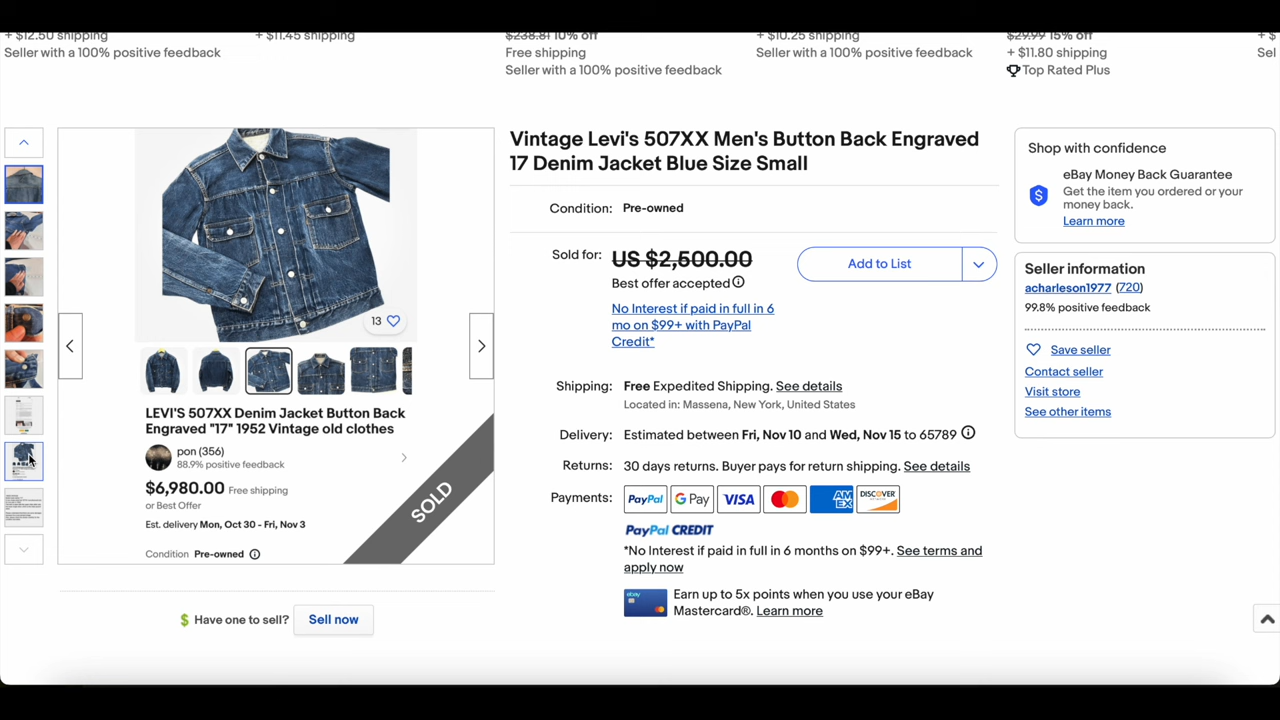 + $12.50 shipping
Seller with a 100% positive feedback
+ $11.45 shipping
$238.81 10% off
Free shipping
Seller with a 100% positive feedback
+ $10.25 shipping
Seller with a 100% positive feedback
$29.99 15% off
+ $11.80 shipping
Top Rated Plus
+ $
Sel
13
LEVI'S 507XX Denim Jacket Button Back
Engraved "17" 1952 Vintage old clothes
pon (356)
88.9% positive feedback
$6,980.00 Free shipping
or Best Offer
Est. delivery Mon, Oct 30 - Fri, Nov 3
Condition Pre-owned
SOLD
$ Have one to sell? Sell now
Vintage Levi's 507XX Men's Button Back Engraved
17 Denim Jacket Blue Size Small
Condition: Pre-owned
Sold for: US $2,500.00
Best offer accepted
Add to List
No Interest if paid in full in 6
mo on $99+ with PayPal
Credit*
Shipping: Free Expedited Shipping. See details
Located in: Massena, New York, United States
Delivery: Estimated between Fri, Nov 10 and Wed, Nov 15 to 65789
Returns: 30 days returns. Buyer pays for return shipping. See details
Payments: PayPal G Pay VISA mastercard AM EX DISCOVER
PayPal CREDIT
*No Interest if paid in full in 6 months on $99+. See terms and
apply now
ebay
Earn up to 5x points when you use your eBay
Mastercard®. Learn more
Shop with confidence
eBay Money Back Guarantee
Get the item you ordered or your
money back.
Learn more
Seller information
acharleson1977 (720)
99.8% positive feedback
Save seller
Contact seller
Visit store
See other items